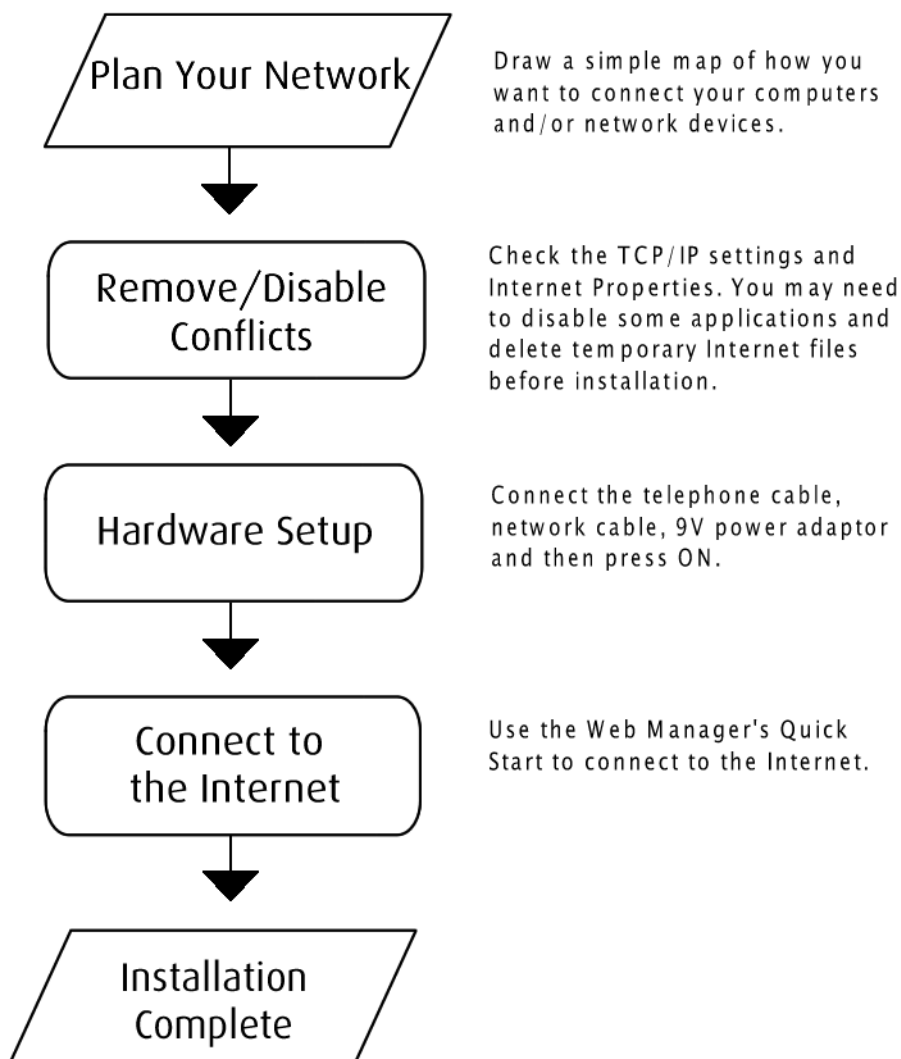 Plan Your Network
Draw a simple map of how you
want to connect your computers
and/or network devices.
Remove/Disable
Conflicts
Check the TCP/IP settings and
Internet Properties. You may need
to disable some applications and
delete temporary Internet files
before installation.
Hardware Setup
Connect the telephone cable,
network cable, 9V power adaptor
and then press ON.
Connect to
the Internet
Use the Web Manager's Quick
Start to connect to the Internet.
Installation
Complete